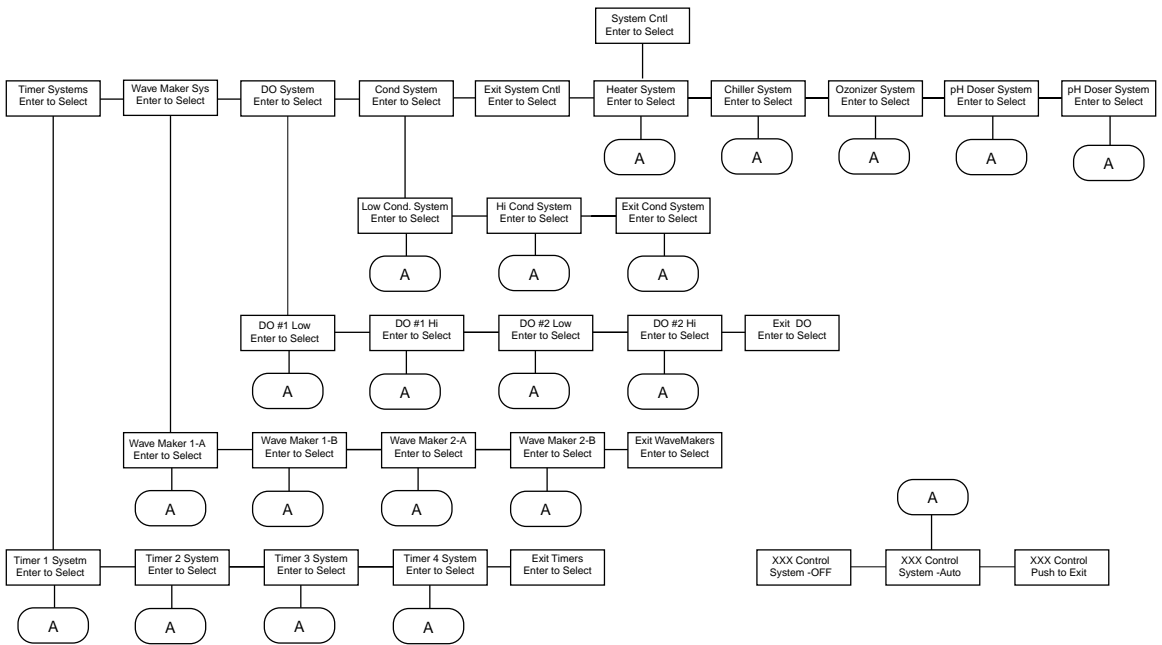 System Cntl
Enter to Select
Timer Systems
Enter to Select
Wave Maker Sys
Enter to Select
DO System
Enter to Select
Cond System
Enter to Select
Exit System Cntl
Enter to Select
Heater System
Enter to Select
Chiller System
Enter to Select
Ozonizer System
Enter to Select
pH Doser System
Enter to Select
pH Doser System
Enter to Select
A
A
A
A
A
Low Cond. System
Enter to Select
Hi Cond System
Enter to Select
Exit Cond System
Enter to Select
A
A
A
DO #1 Low
Enter to Select
DO #1 Hi
Enter to Select
DO #2 Low
Enter to Select
DO #2 Hi
Enter to Select
Exit DO
Enter to Select
A
A
A
A
Wave Maker 1-A
Enter to Select
Wave Maker 1-B
Enter to Select
Wave Maker 2-A
Enter to Select
Wave Maker 2-B
Enter to Select
Exit WaveMakers
Enter to Select
A
A
A
A
A
Timer 1 Sysetm
Enter to Select
Timer 2 System
Enter to Select
Timer 3 System
Enter to Select
Timer 4 System
Enter to Select
Exit Timers
Enter to Select
XXX Control
System -OFF
XXX Control
System -Auto
XXX Control
Push to Exit
A
A
A
A